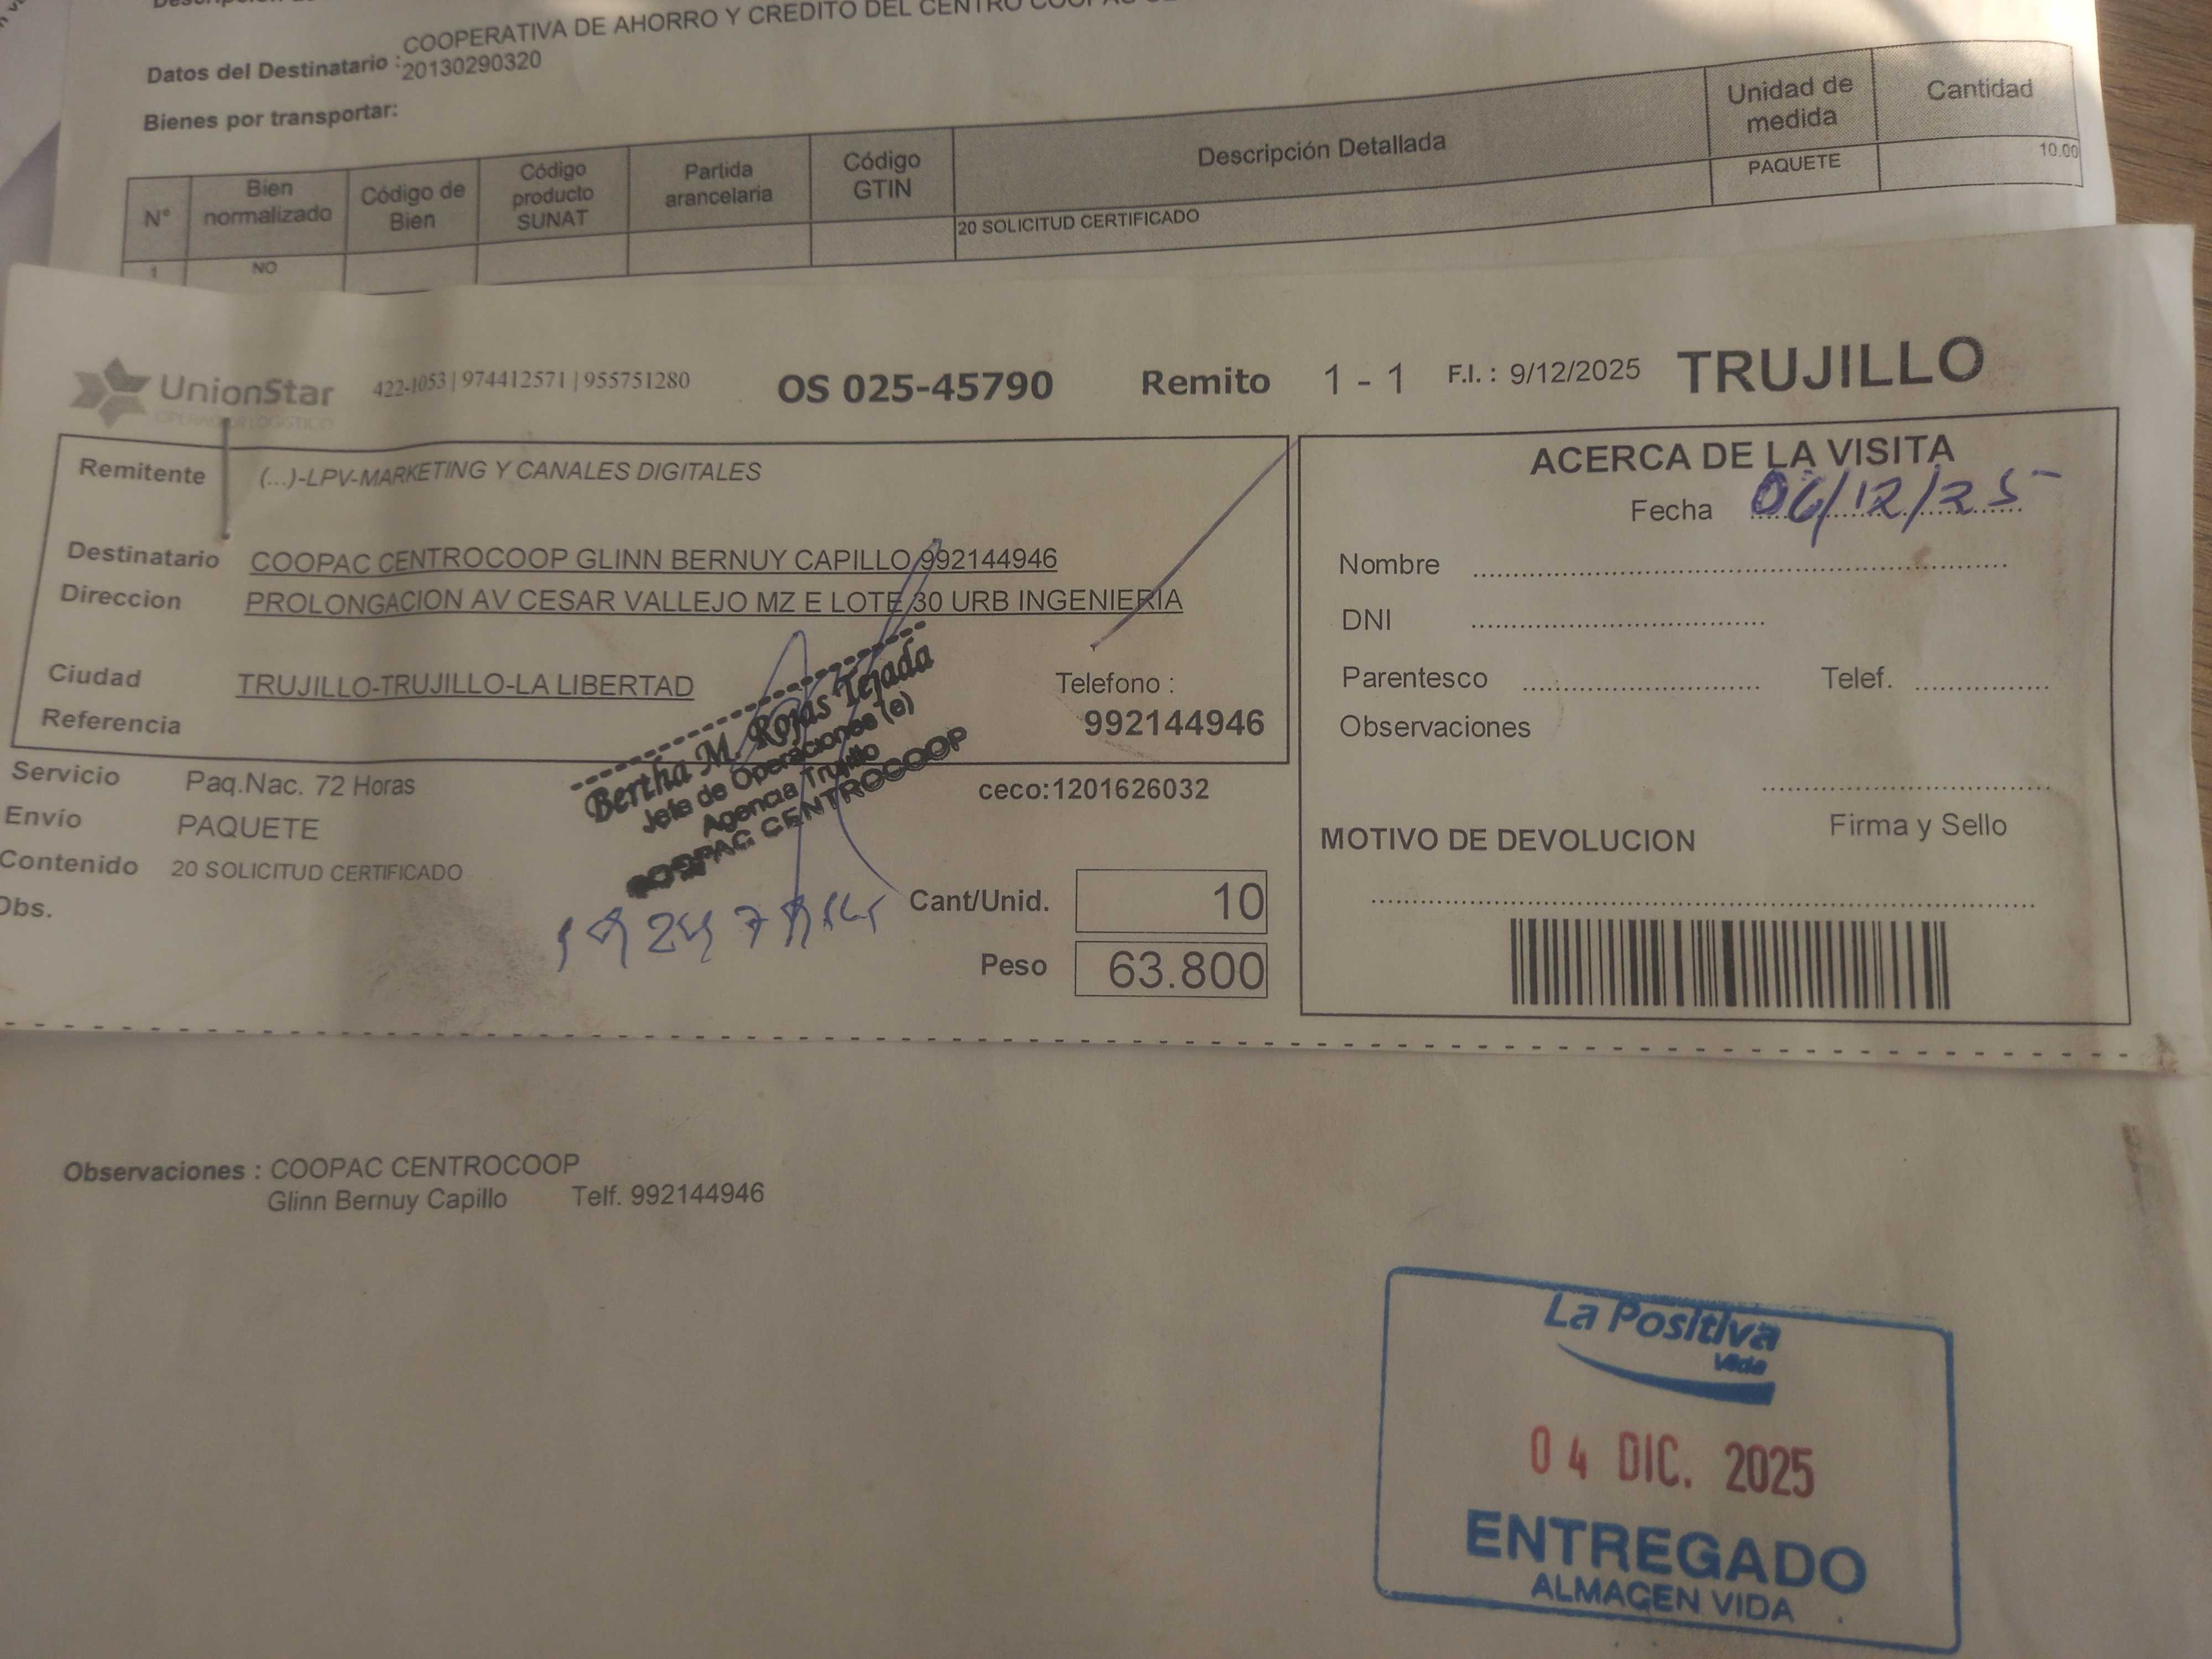 COOPERATIVA DE AHORRO Y CREDITO DEL CENTRO
Datos del Destinatario : 20130290320
Bienes por transportar:
N° Bien normalizado Código de Bien Código producto SUNAT Partida arancelaria Código GTIN Descripción Detallada Unidad de medida Cantidad
1 NO 20 SOLICITUD CERTIFICADO PAQUETE 10.00
UnionStar 422-1053 | 974412571 | 955751280 OS 025-45790 Remito 1 - 1 F.I. : 9/12/2025 TRUJILLO
OPERADOR LOGISTICO
Remitente (...)-LPV-MARKETING Y CANALES DIGITALES
Destinatario COOPAC CENTROCOOP GLINN BERNUY CAPILLO 992144946
Direccion PROLONGACION AV CESAR VALLEJO MZ E LOTE 30 URB INGENIERIA
Ciudad TRUJILLO-TRUJILLO-LA LIBERTAD
Telefono :
992144946
Referencia
Bertha M. Rojas Tejada
Jefe de Operaciones (e)
Agencia Trujillo
COOPAC CENTROCOOP
Servicio Paq.Nac. 72 Horas
ceco:1201626032
Envío PAQUETE
Contenido 20 SOLICITUD CERTIFICADO
Obs.
Cant/Unid. 10
Peso 63.800
ACERCA DE LA VISITA
Fecha 06/12/25
Nombre
DNI
Parentesco Telef.
Observaciones
Firma y Sello
MOTIVO DE DEVOLUCION
Observaciones : COOPAC CENTROCOOP
Glinn Bernuy Capillo Telf. 992144946
La Positiva
Vida
04 DIC. 2025
ENTREGADO
ALMACEN VIDA